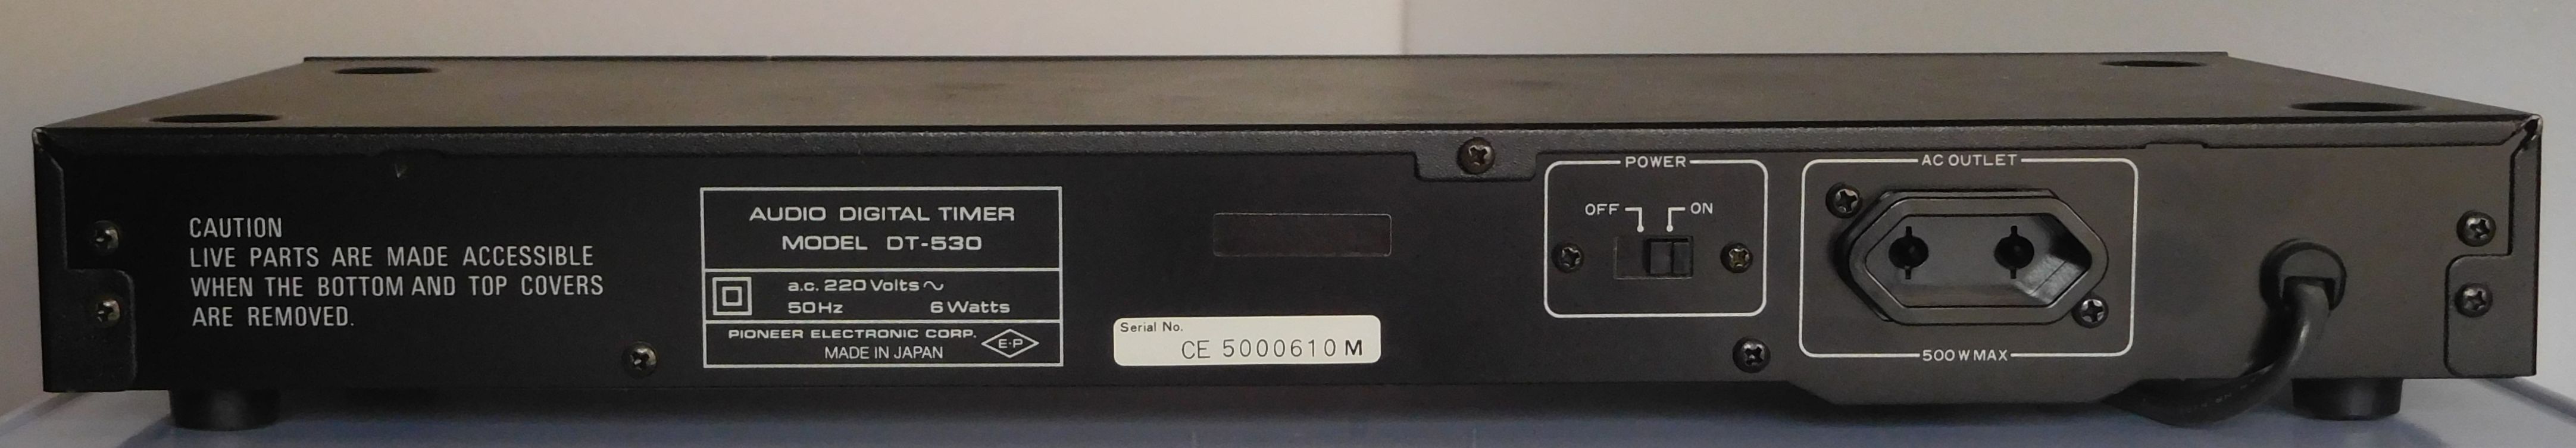 CAUTION
LIVE PARTS ARE MADE ACCESSIBLE
WHEN THE BOTTOM AND TOP COVERS
ARE REMOVED.
AUDIO DIGITAL TIMER
MODEL DT-530
a.c. 220 Volts ~
50Hz 6 Watts
PIONEER ELECTRONIC CORP.
MADE IN JAPAN
E·P
Serial No.
CE 5000610 M
POWER
OFF ON
AC OUTLET
500W MAX